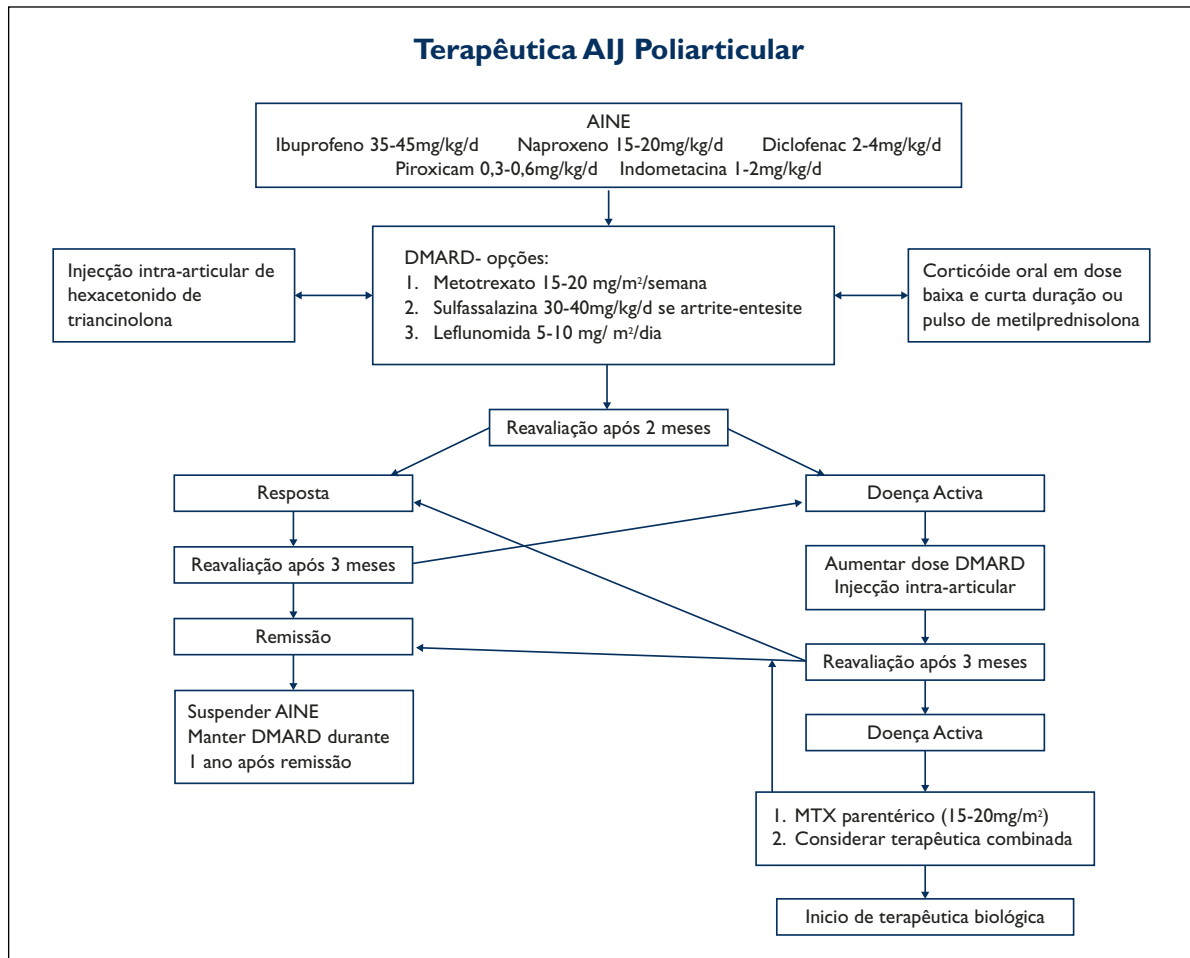 Terapêutica AIJ Poliarticular
AINE
Ibuprofeno 35-45mg/kg/d Naproxeno 15-20mg/kg/d Diclofenac 2-4mg/kg/d
Piroxicam 0,3-0,6mg/kg/d Indometacina 1-2mg/kg/d
Injecção intra-articular de
hexacetonido de
triancinolona
DMARD- opções:
1. Metotrexato 15-20 mg/m²/semana
2. Sulfassalazina 30-40mg/kg/d se artrite-entesite
3. Leflunomida 5-10 mg/ m²/dia
Corticóide oral em dose
baixa e curta duração ou
pulso de metilprednisolona
Reavaliação após 2 meses
Resposta
Reavaliação após 3 meses
Remissão
Suspender AINE
Manter DMARD durante
1 ano após remissão
Doença Activa
Aumentar dose DMARD
Injecção intra-articular
Reavaliação após 3 meses
Doença Activa
1. MTX parentérico (15-20mg/m²)
2. Considerar terapêutica combinada
Inicio de terapêutica biológica